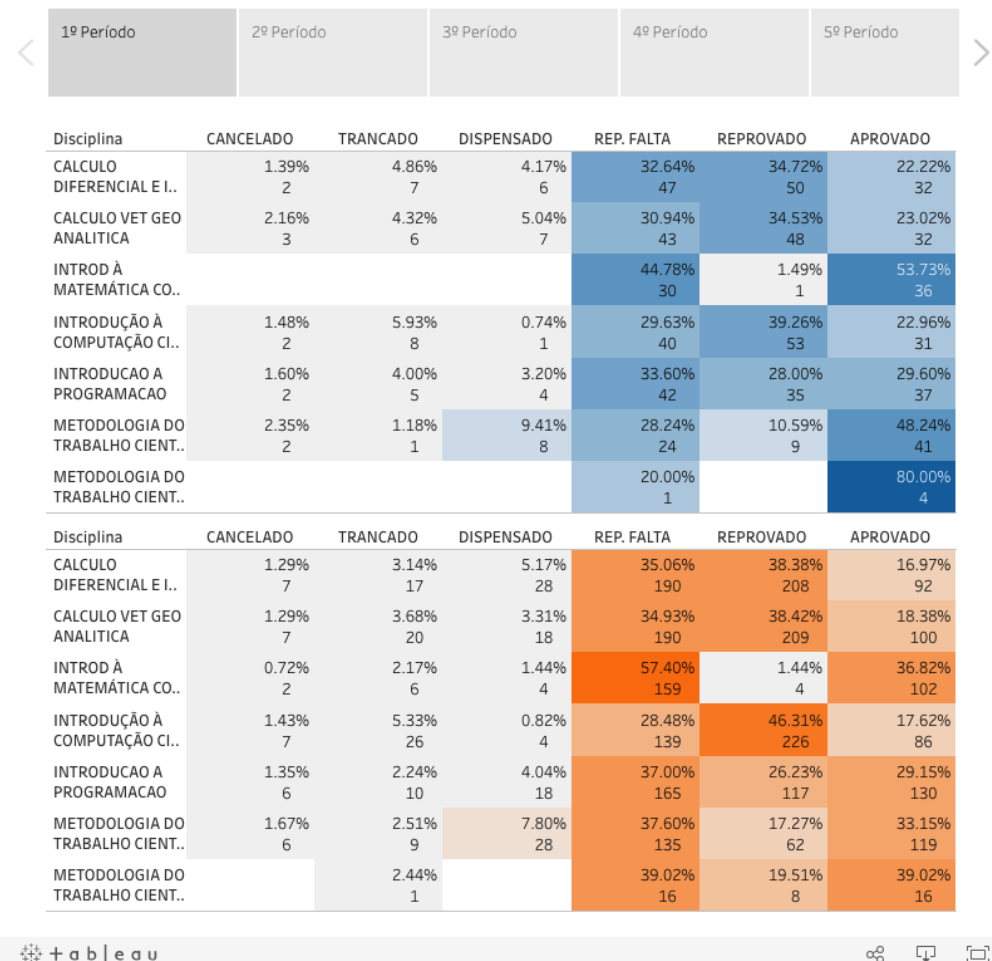 1º Período 2º Período 3º Período 4º Período 5º Período
Disciplina CANCELADO TRANCADO DISPENSADO REP. FALTA REPROVADO APROVADO
CALCULO 1.39% 4.86% 4.17% 32.64% 34.72% 22.22%
DIFERENCIAL E I.. 2 7 6 47 50 32
CALCULO VET GEO 2.16% 4.32% 5.04% 30.94% 34.53% 23.02%
ANALITICA 3 6 7 43 48 32
INTROD À 44.78% 1.49% 53.73%
MATEMÁTICA CO.. 30 1 36
INTRODUÇÃO À 1.48% 5.93% 0.74% 29.63% 39.26% 22.96%
COMPUTAÇÃO CI.. 2 8 1 40 53 31
INTRODUCAO A 1.60% 4.00% 3.20% 33.60% 28.00% 29.60%
PROGRAMACAO 2 5 4 42 35 37
METODOLOGIA DO 2.35% 1.18% 9.41% 28.24% 10.59% 48.24%
TRABALHO CIENT.. 2 1 8 24 9 41
METODOLOGIA DO 20.00% 80.00%
TRABALHO CIENT.. 1 4
Disciplina CANCELADO TRANCADO DISPENSADO REP. FALTA REPROVADO APROVADO
CALCULO 1.29% 3.14% 5.17% 35.06% 38.38% 16.97%
DIFERENCIAL E I.. 7 17 28 190 208 92
CALCULO VET GEO 1.29% 3.68% 3.31% 34.93% 38.42% 18.38%
ANALITICA 7 20 18 190 209 100
INTROD À 0.72% 2.17% 1.44% 57.40% 1.44% 36.82%
MATEMÁTICA CO.. 2 6 4 159 4 102
INTRODUÇÃO À 1.43% 5.33% 0.82% 28.48% 46.31% 17.62%
COMPUTAÇÃO CI.. 7 26 4 139 226 86
INTRODUCAO A 1.35% 2.24% 4.04% 37.00% 26.23% 29.15%
PROGRAMACAO 6 10 18 165 117 130
METODOLOGIA DO 1.67% 2.51% 7.80% 37.60% 17.27% 33.15%
TRABALHO CIENT.. 6 9 28 135 62 119
METODOLOGIA DO 2.44% 39.02% 19.51% 39.02%
TRABALHO CIENT.. 1 16 8 16
+ a b | e a u